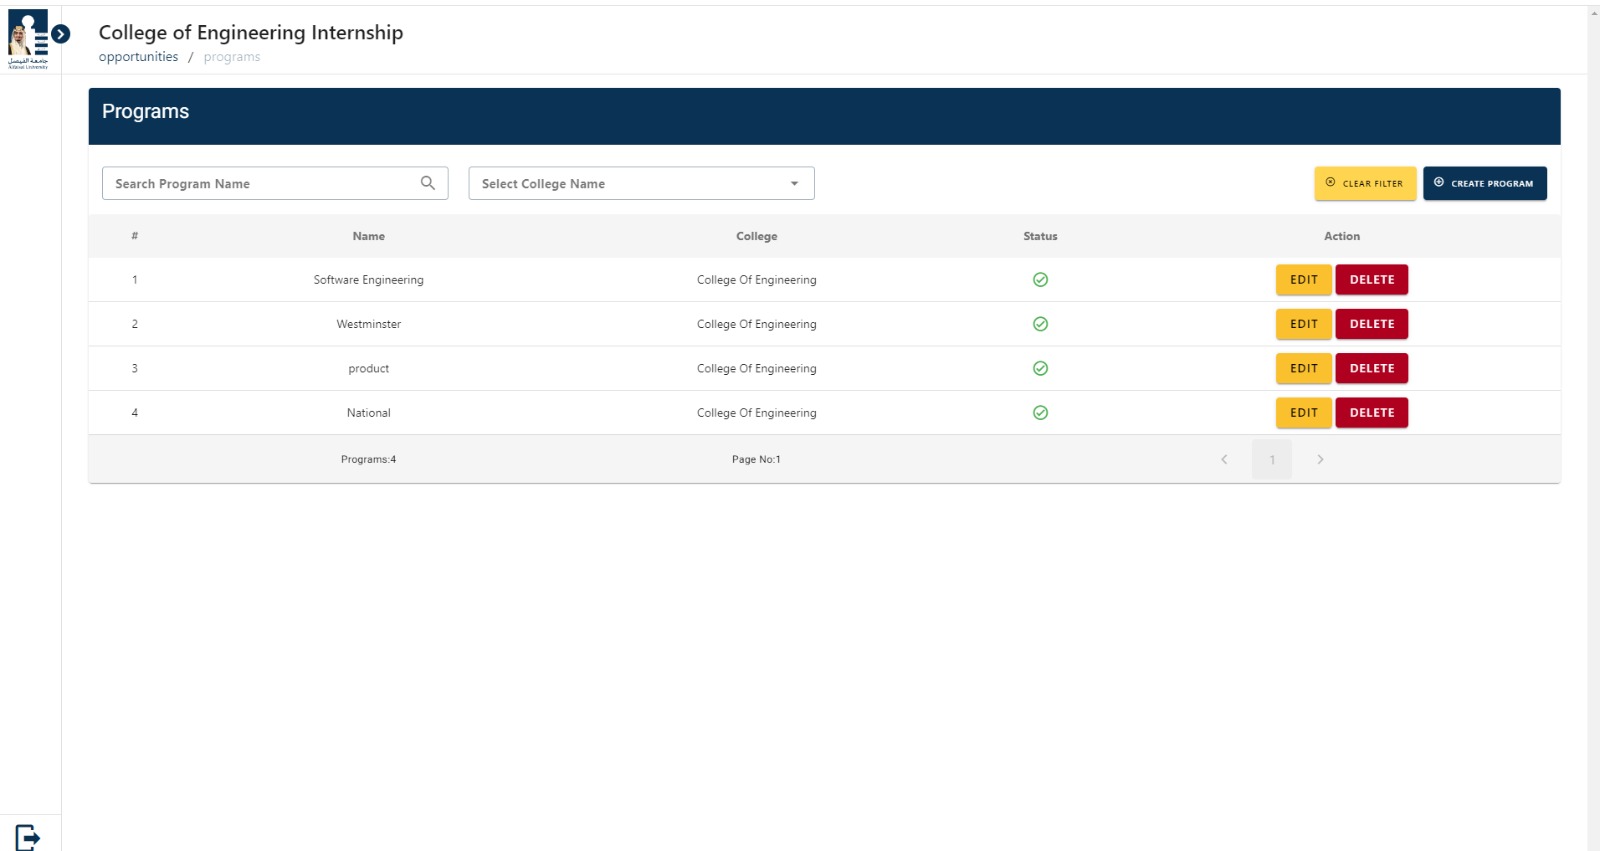 College of Engineering Internship
opportunities / programs
جامعة الفيصل
Alfaisal University
Programs
Search Program Name
Select College Name
CLEAR FILTER
CREATE PROGRAM
# Name College Status Action
1 Software Engineering College Of Engineering EDIT DELETE
2 Westminster College Of Engineering EDIT DELETE
3 product College Of Engineering EDIT DELETE
4 National College Of Engineering EDIT DELETE
Programs:4 Page No:1 1